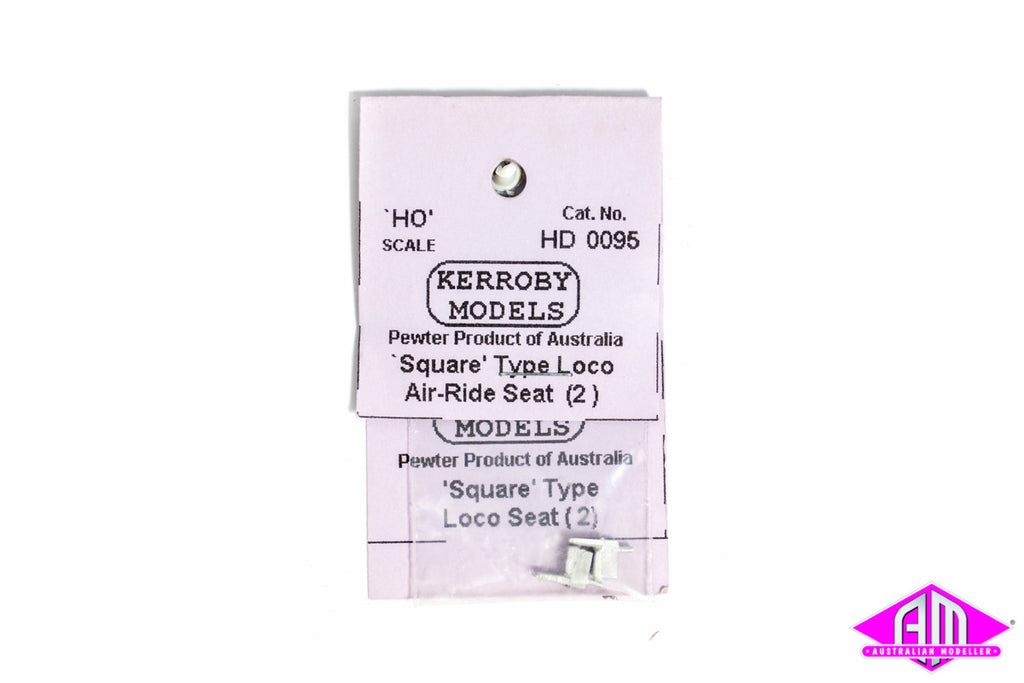 `HO'
SCALE
Cat. No.
HD 0095
KERROBY
MODELS
Pewter Product of Australia
`Square' Type Loco
Air-Ride Seat (2)
MODELS
Pewter Product of Australia
'Square' Type
Loco Seat (2)
AM
®
• AUSTRALIAN MODELLER •